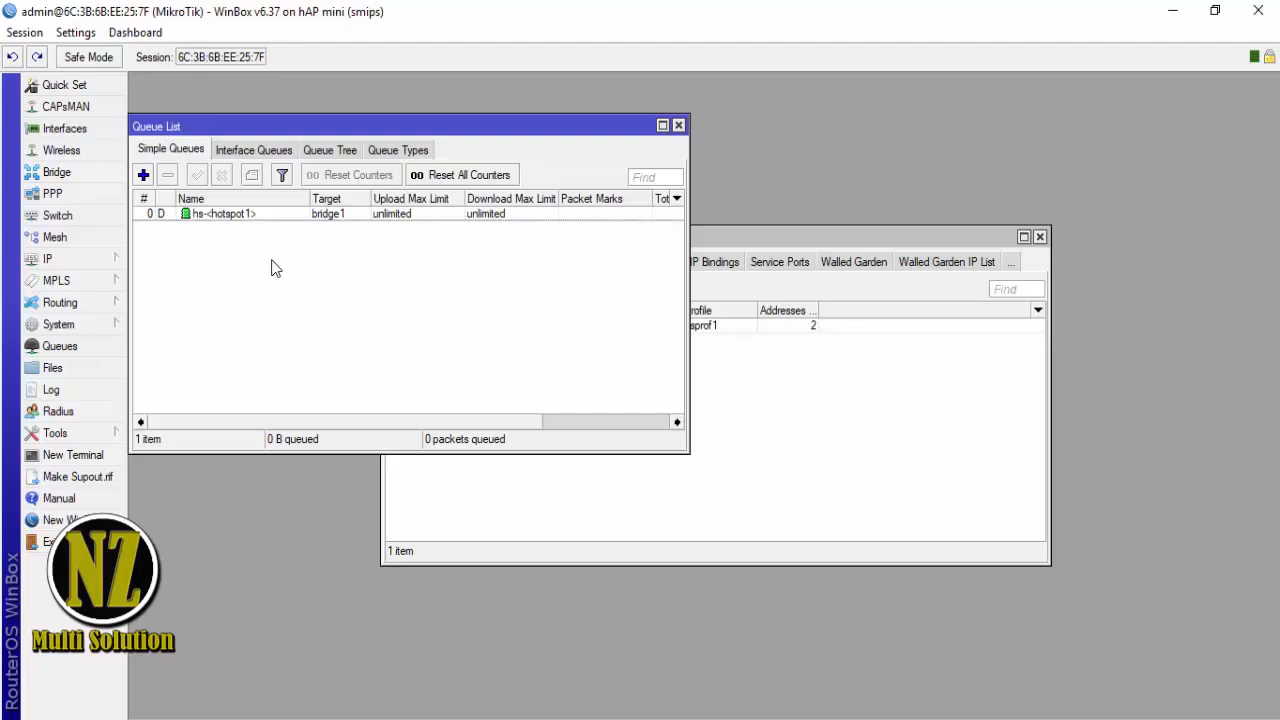 admin@6C:3B:6B:EE:25:7F (MikroTik) - WinBox v6.37 on hAP mini (smips)
Session Settings Dashboard
Safe Mode Session: 6C:3B:6B:EE:25:7F
Quick Set
CAPsMAN
Interfaces
Wireless
Bridge
PPP
Switch
Mesh
IP
MPLS
Routing
System
Queues
Files
Log
Radius
Tools
New Terminal
Make Supout.rif
Manual
New
RouterOS WinBox
Queue List
Simple Queues Interface Queues Queue Tree Queue Types
00 Reset Counters 00 Reset All Counters Find
# Name Target Upload Max Limit Download Max Limit Packet Marks Tot
0 D hs-<hotspot1> bridge1 unlimited unlimited
1 item 0 B queued 0 packets queued
IP Bindings Service Ports Walled Garden Walled Garden IP List ...
Find
rofile Addresses ...
sprof1 2
1 item
NZ
Multi Solution